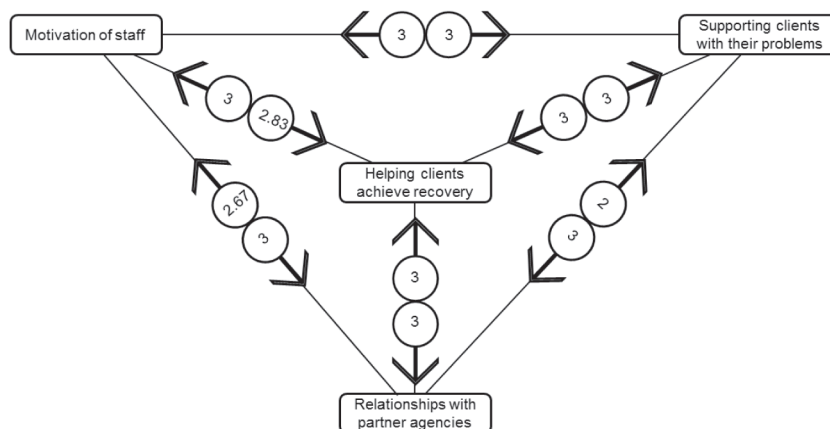 Motivation of staff
3 3
Supporting clients
with their problems
3 2.83
3 3
Helping clients
achieve recovery
2.67 3
3 2
3
3
Relationships with
partner agencies